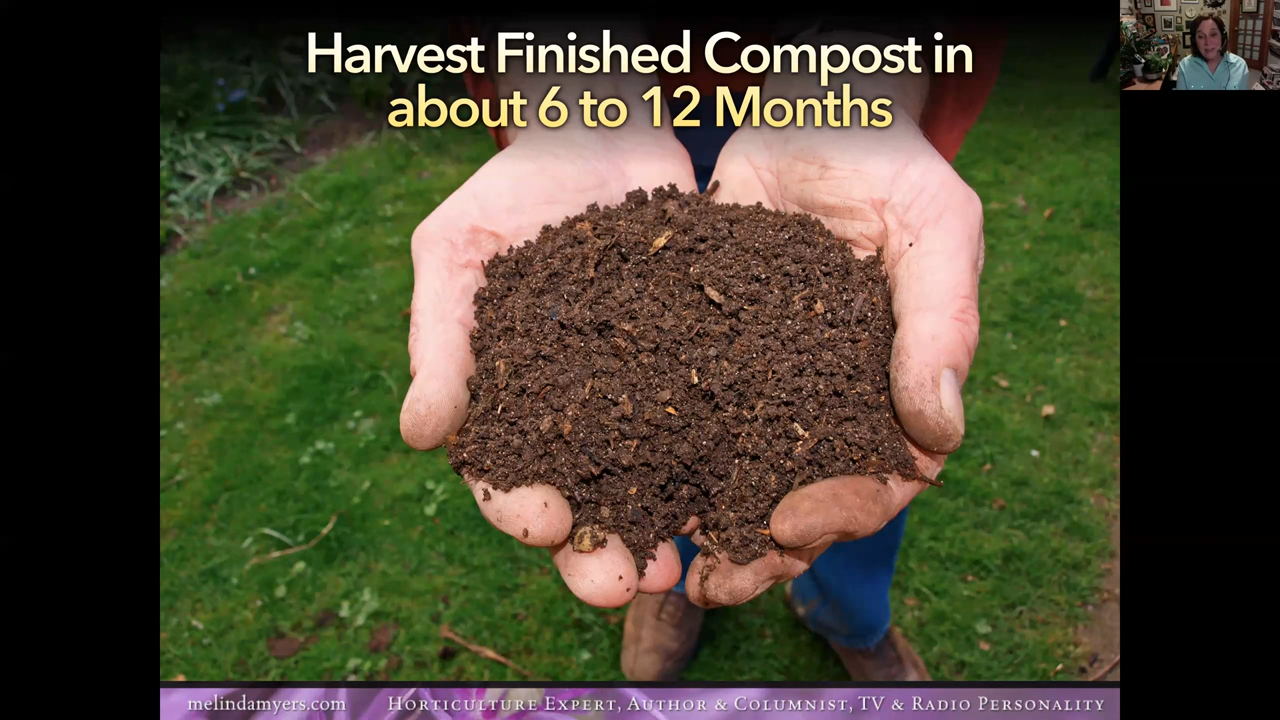 Harvest Finished Compost in
about 6 to 12 Months
melindamyers.com Horticulture Expert, Author & Columnist, TV & Radio Personality